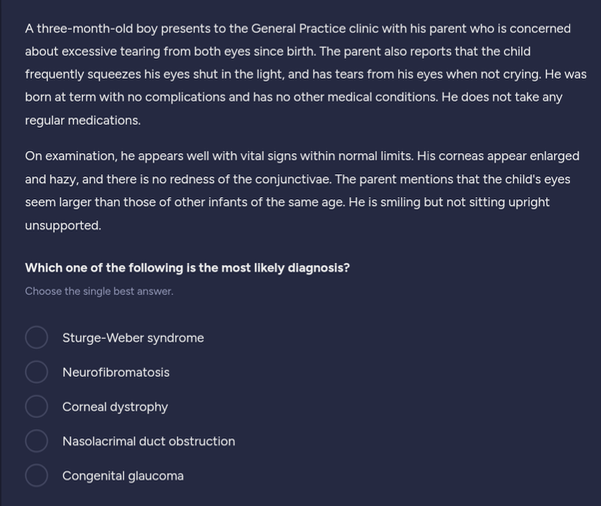 A three-month-old boy presents to the General Practice clinic with his parent who is concerned
about excessive tearing from both eyes since birth. The parent also reports that the child
frequently squeezes his eyes shut in the light, and has tears from his eyes when not crying. He was
born at term with no complications and has no other medical conditions. He does not take any
regular medications.
On examination, he appears well with vital signs within normal limits. His corneas appear enlarged
and hazy, and there is no redness of the conjunctivae. The parent mentions that the child's eyes
seem larger than those of other infants of the same age. He is smiling but not sitting upright
unsupported.
Which one of the following is the most likely diagnosis?
Choose the single best answer.
Sturge-Weber syndrome
Neurofibromatosis
Corneal dystrophy
Nasolacrimal duct obstruction
Congenital glaucoma